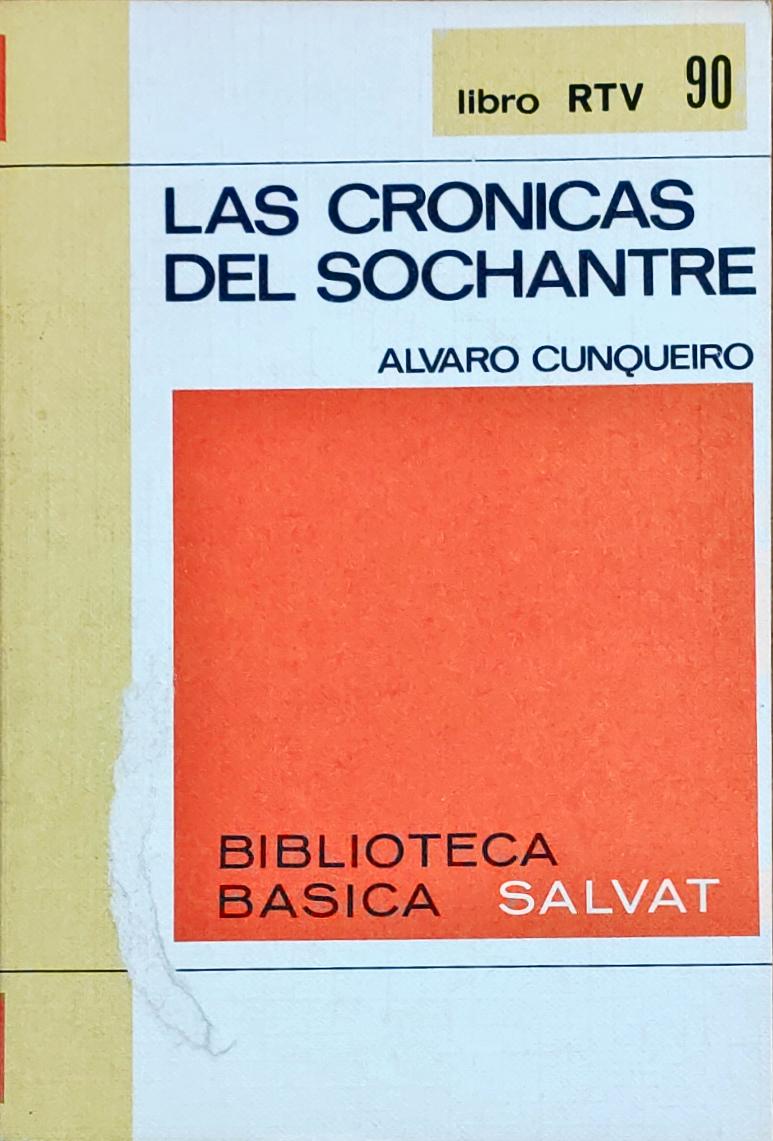 libro RTV 90
LAS CRONICAS
DEL SOCHANTRE
ALVARO CUNQUEIRO
BIBLIOTECA
BASICA SALVAT